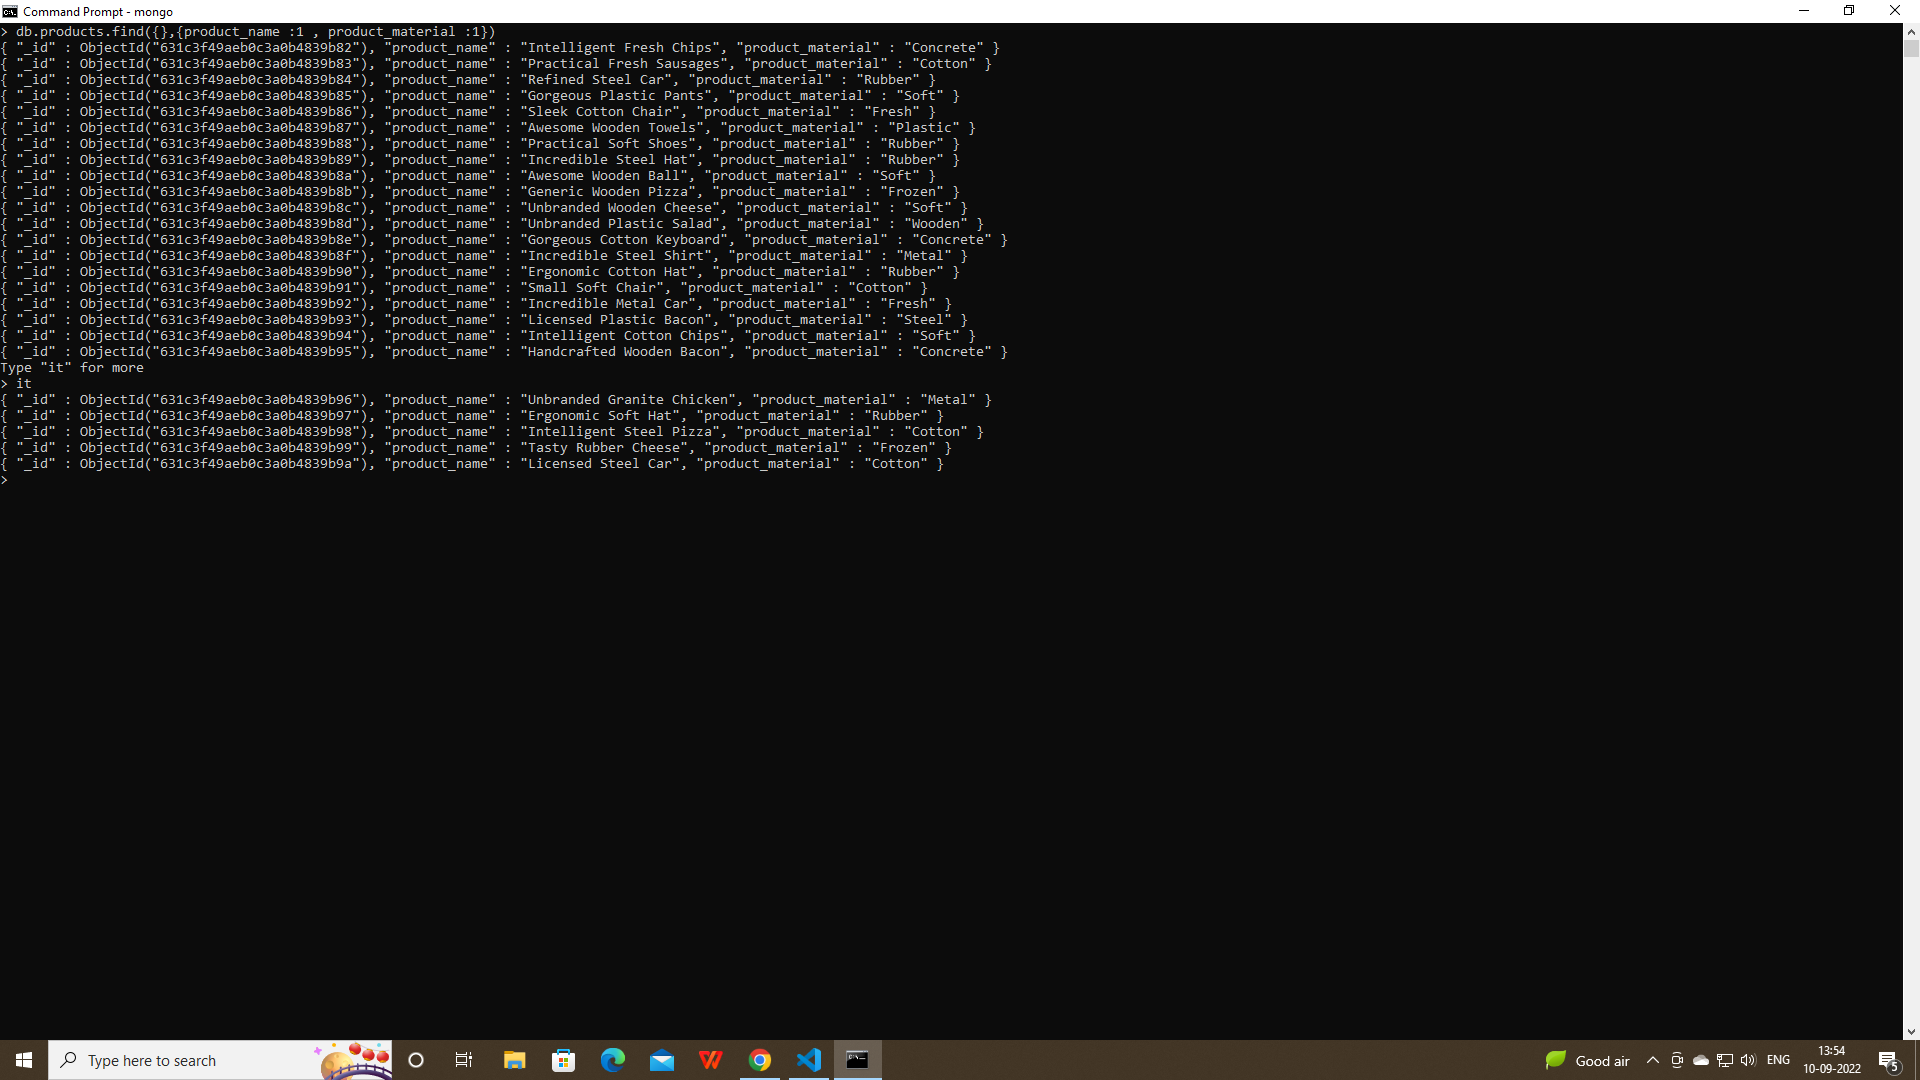 Command Prompt - mongo
> db.products.find({},{product_name :1 , product_material :1})
{ "_id" : ObjectId("631c3f49aeb0c3a0b4839b82"), "product_name" : "Intelligent Fresh Chips", "product_material" : "Concrete" }
{ "_id" : ObjectId("631c3f49aeb0c3a0b4839b83"), "product_name" : "Practical Fresh Sausages", "product_material" : "Cotton" }
{ "_id" : ObjectId("631c3f49aeb0c3a0b4839b84"), "product_name" : "Refined Steel Car", "product_material" : "Rubber" }
{ "_id" : ObjectId("631c3f49aeb0c3a0b4839b85"), "product_name" : "Gorgeous Plastic Pants", "product_material" : "Soft" }
{ "_id" : ObjectId("631c3f49aeb0c3a0b4839b86"), "product_name" : "Sleek Cotton Chair", "product_material" : "Fresh" }
{ "_id" : ObjectId("631c3f49aeb0c3a0b4839b87"), "product_name" : "Awesome Wooden Towels", "product_material" : "Plastic" }
{ "_id" : ObjectId("631c3f49aeb0c3a0b4839b88"), "product_name" : "Practical Soft Shoes", "product_material" : "Rubber" }
{ "_id" : ObjectId("631c3f49aeb0c3a0b4839b89"), "product_name" : "Incredible Steel Hat", "product_material" : "Rubber" }
{ "_id" : ObjectId("631c3f49aeb0c3a0b4839b8a"), "product_name" : "Awesome Wooden Ball", "product_material" : "Soft" }
{ "_id" : ObjectId("631c3f49aeb0c3a0b4839b8b"), "product_name" : "Generic Wooden Pizza", "product_material" : "Frozen" }
{ "_id" : ObjectId("631c3f49aeb0c3a0b4839b8c"), "product_name" : "Unbranded Wooden Cheese", "product_material" : "Soft" }
{ "_id" : ObjectId("631c3f49aeb0c3a0b4839b8d"), "product_name" : "Unbranded Plastic Salad", "product_material" : "Wooden" }
{ "_id" : ObjectId("631c3f49aeb0c3a0b4839b8e"), "product_name" : "Gorgeous Cotton Keyboard", "product_material" : "Concrete" }
{ "_id" : ObjectId("631c3f49aeb0c3a0b4839b8f"), "product_name" : "Incredible Steel Shirt", "product_material" : "Metal" }
{ "_id" : ObjectId("631c3f49aeb0c3a0b4839b90"), "product_name" : "Ergonomic Cotton Hat", "product_material" : "Rubber" }
{ "_id" : ObjectId("631c3f49aeb0c3a0b4839b91"), "product_name" : "Small Soft Chair", "product_material" : "Cotton" }
{ "_id" : ObjectId("631c3f49aeb0c3a0b4839b92"), "product_name" : "Incredible Metal Car", "product_material" : "Fresh" }
{ "_id" : ObjectId("631c3f49aeb0c3a0b4839b93"), "product_name" : "Licensed Plastic Bacon", "product_material" : "Steel" }
{ "_id" : ObjectId("631c3f49aeb0c3a0b4839b94"), "product_name" : "Intelligent Cotton Chips", "product_material" : "Soft" }
{ "_id" : ObjectId("631c3f49aeb0c3a0b4839b95"), "product_name" : "Handcrafted Wooden Bacon", "product_material" : "Concrete" }
Type "it" for more
> it
{ "_id" : ObjectId("631c3f49aeb0c3a0b4839b96"), "product_name" : "Unbranded Granite Chicken", "product_material" : "Metal" }
{ "_id" : ObjectId("631c3f49aeb0c3a0b4839b97"), "product_name" : "Ergonomic Soft Hat", "product_material" : "Rubber" }
{ "_id" : ObjectId("631c3f49aeb0c3a0b4839b98"), "product_name" : "Intelligent Steel Pizza", "product_material" : "Cotton" }
{ "_id" : ObjectId("631c3f49aeb0c3a0b4839b99"), "product_name" : "Tasty Rubber Cheese", "product_material" : "Frozen" }
{ "_id" : ObjectId("631c3f49aeb0c3a0b4839b9a"), "product_name" : "Licensed Steel Car", "product_material" : "Cotton" }
>
Type here to search
Good air
ENG
13:54
10-09-2022
5